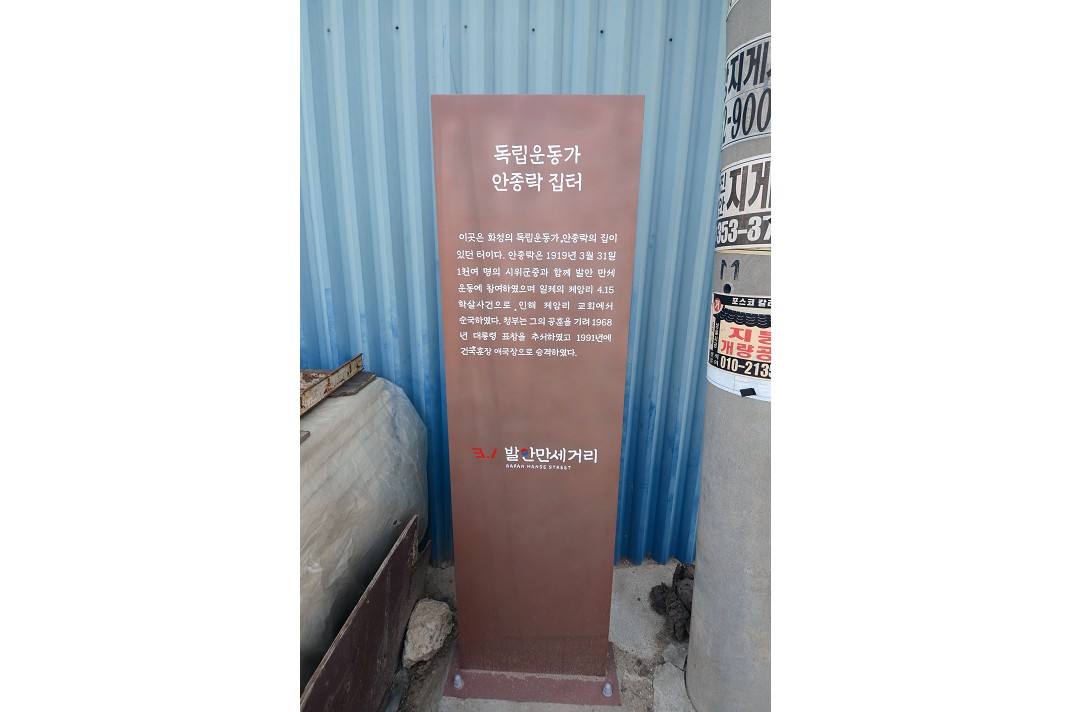 독립운동가
안종락 집터
이곳은 화성의 독립운동가 안종락의 집이
있던 터이다. 안종락은 1919년 3월 31일
1천여 명의 시위군중과 함께 발안 만세
운동에 참여하였으며 일제의 제암리 4.15
학살사건으로 인해 제암리 교회에서
순국하였다. 정부는 그의 공훈을 기려 1968
년 대통령 표창을 추서하였고 1991년에
건국훈장 애국장으로 승격하였다.
3.1 발안만세거리
BARAN MANSE STREET
지게
-900
지게
353-37
포스코 칼라
지붕
개량공
010-2135